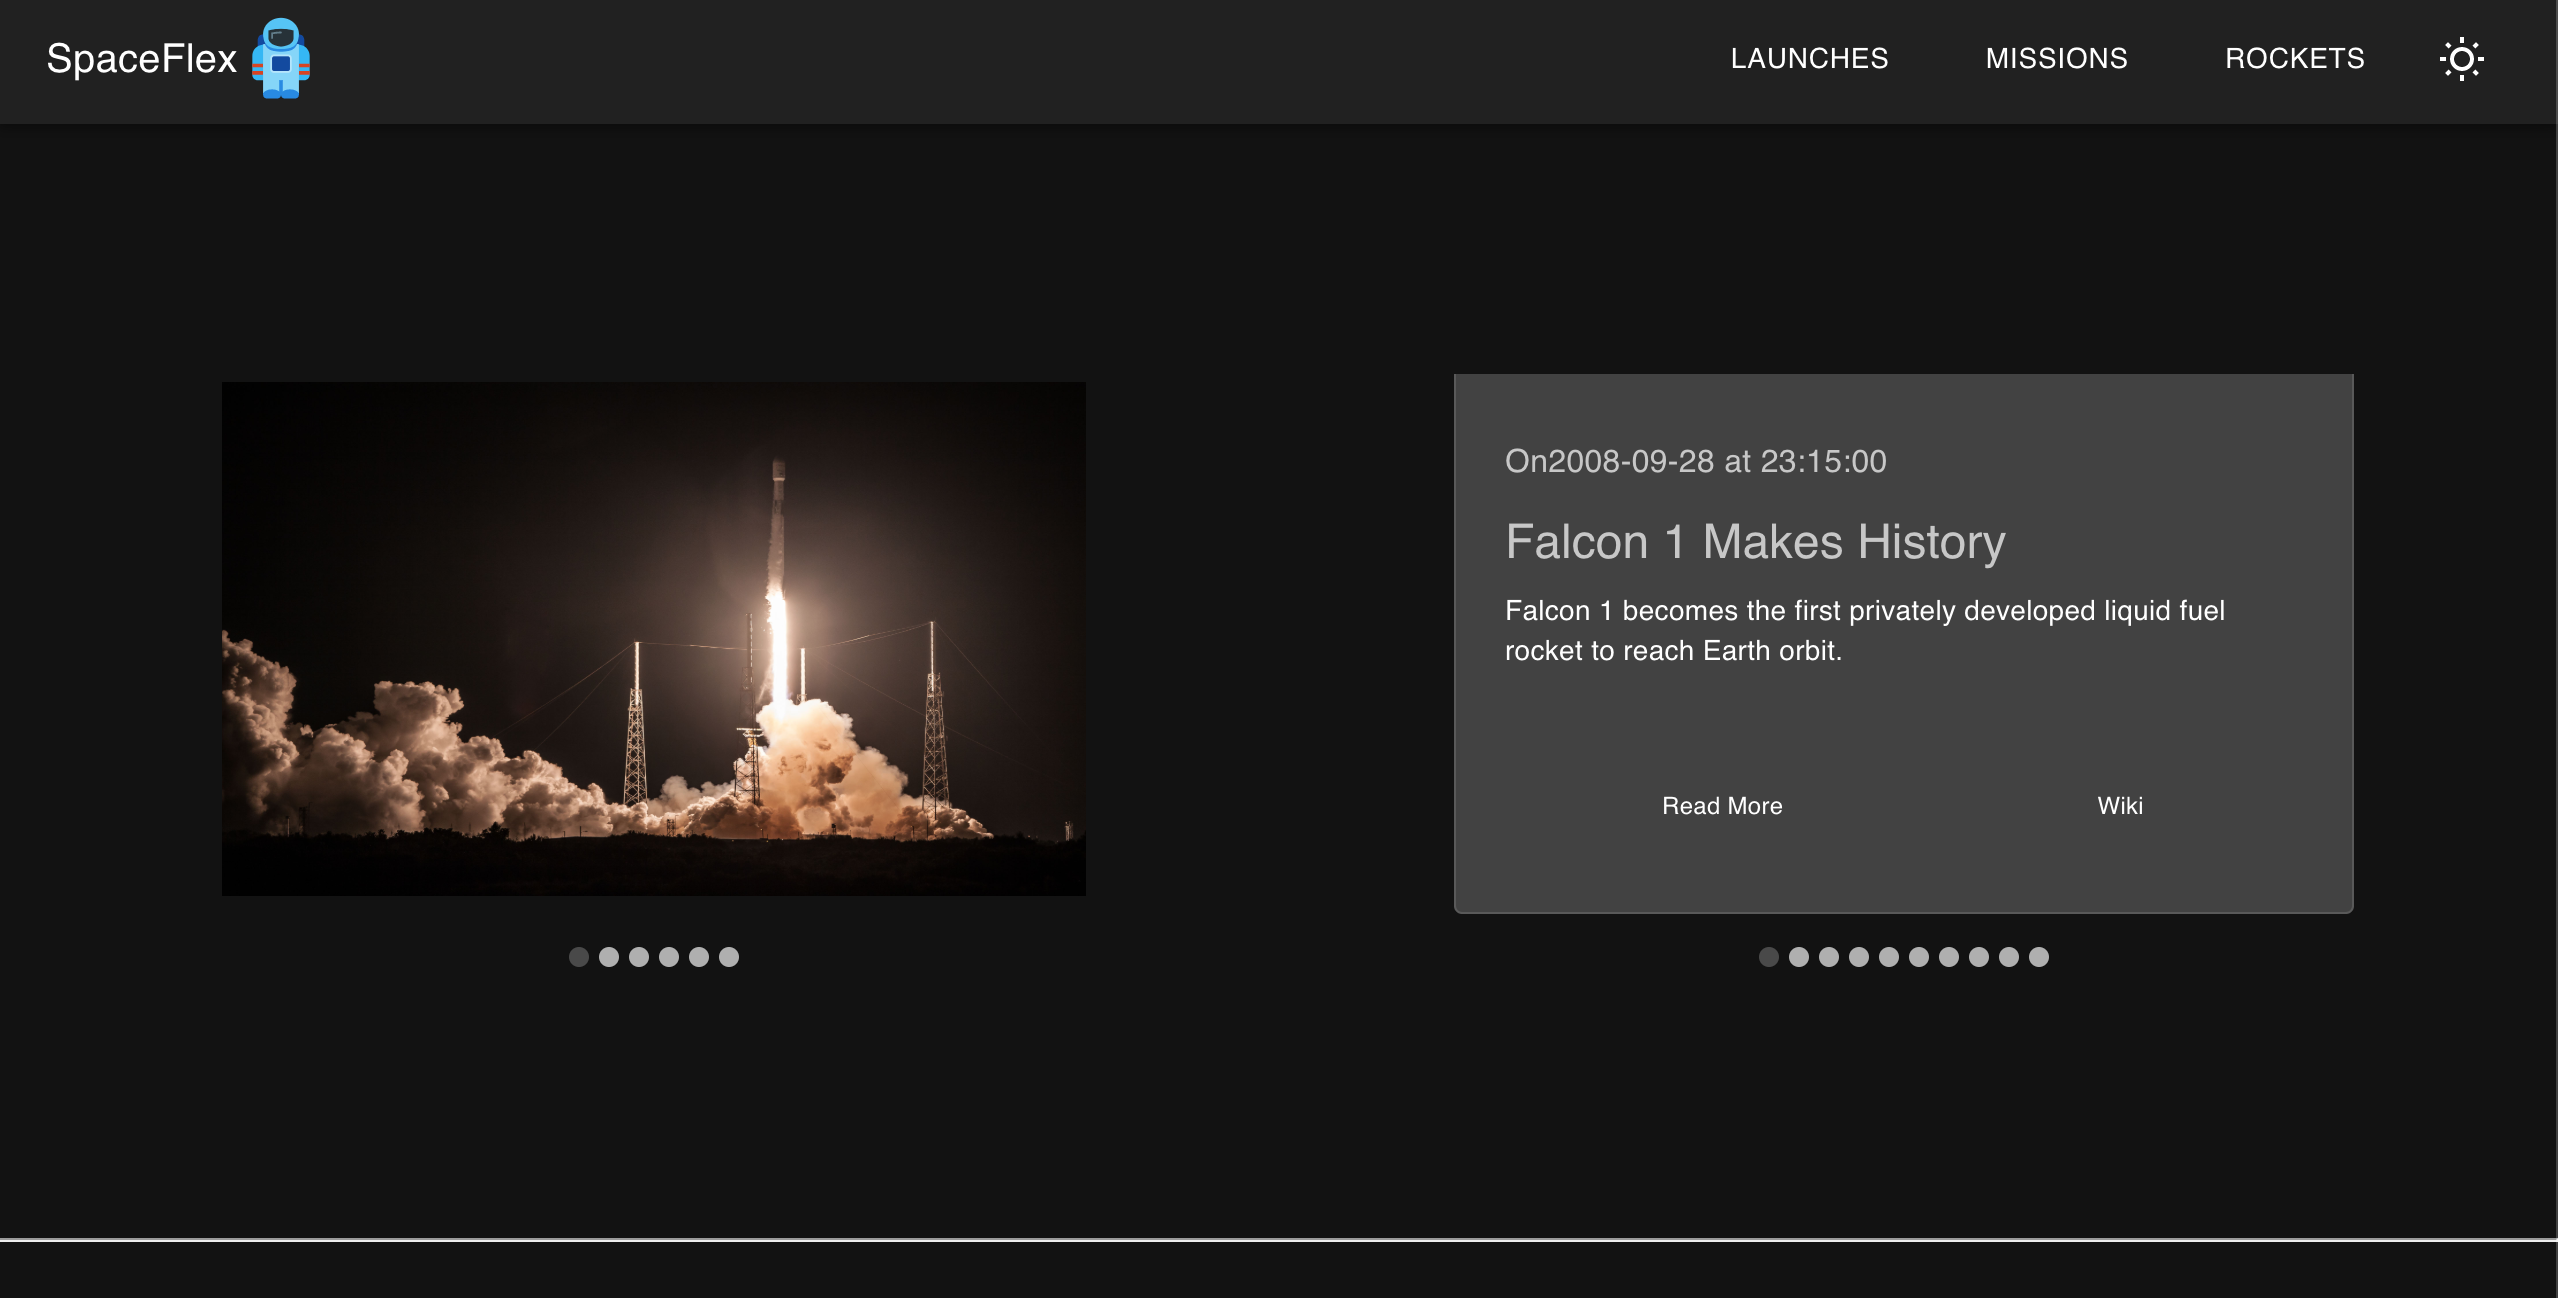 SpaceFlex
LAUNCHES
MISSIONS
ROCKETS
On2008-09-28 at 23:15:00
Falcon 1 Makes History
Falcon 1 becomes the first privately developed liquid fuel
rocket to reach Earth orbit.
Read More
Wiki